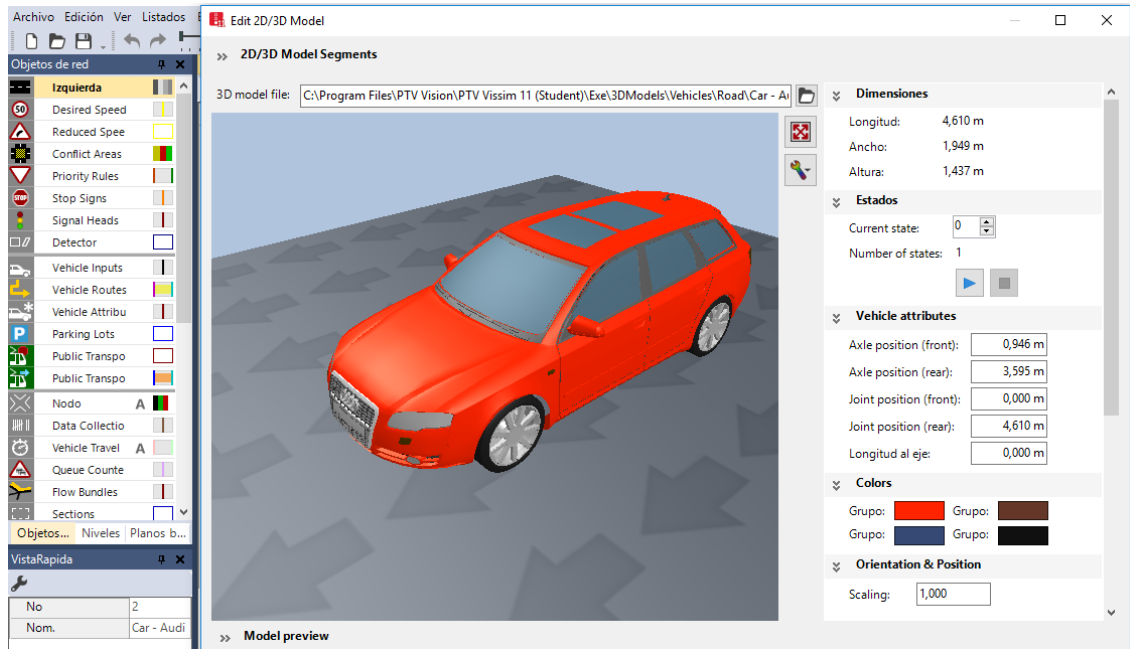 Archivo Edición Ver Listados
Edit 2D/3D Model
Objetos de red
Izquierda
50 Desired Speed
Reduced Spee
Conflict Areas
Priority Rules
STOP Stop Signs
Signal Heads
Detector
Vehicle Inputs
Vehicle Routes
Vehicle Attribu
P Parking Lots
Public Transpo
Public Transpo
Nodo A
Data Collectio
Vehicle Travel A
Queue Counte
Flow Bundles
Sections
Objetos... Niveles Planos b...
VistaRapida
No 2
Nom. Car - Audi
2D/3D Model Segments
3D model file: C:\Program Files\PTV Vision\PTV Vissim 11 (Student)\Exe\3DModels\Vehicles\Road\Car - Au
Model preview
Dimensiones
Longitud: 4,610 m
Ancho: 1,949 m
Altura: 1,437 m
Estados
Current state: 0
Number of states: 1
Vehicle attributes
Axle position (front): 0,946 m
Axle position (rear): 3,595 m
Joint position (front): 0,000 m
Joint position (rear): 4,610 m
Longitud al eje: 0,000 m
Colors
Grupo: Grupo:
Grupo: Grupo:
Orientation & Position
Scaling: 1,000